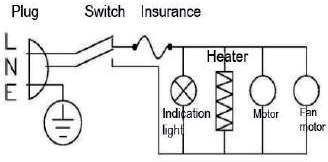 Plug
Switch
Insurance
L
N
E
Heater
Indication
light
Motor
Fan
motor